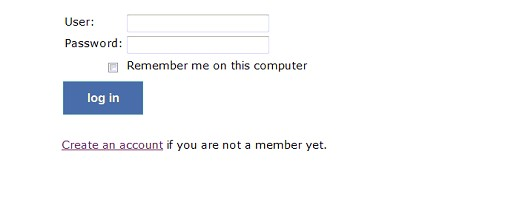 User:
Password:
Remember me on this computer
log in
Create an account if you are not a member yet.